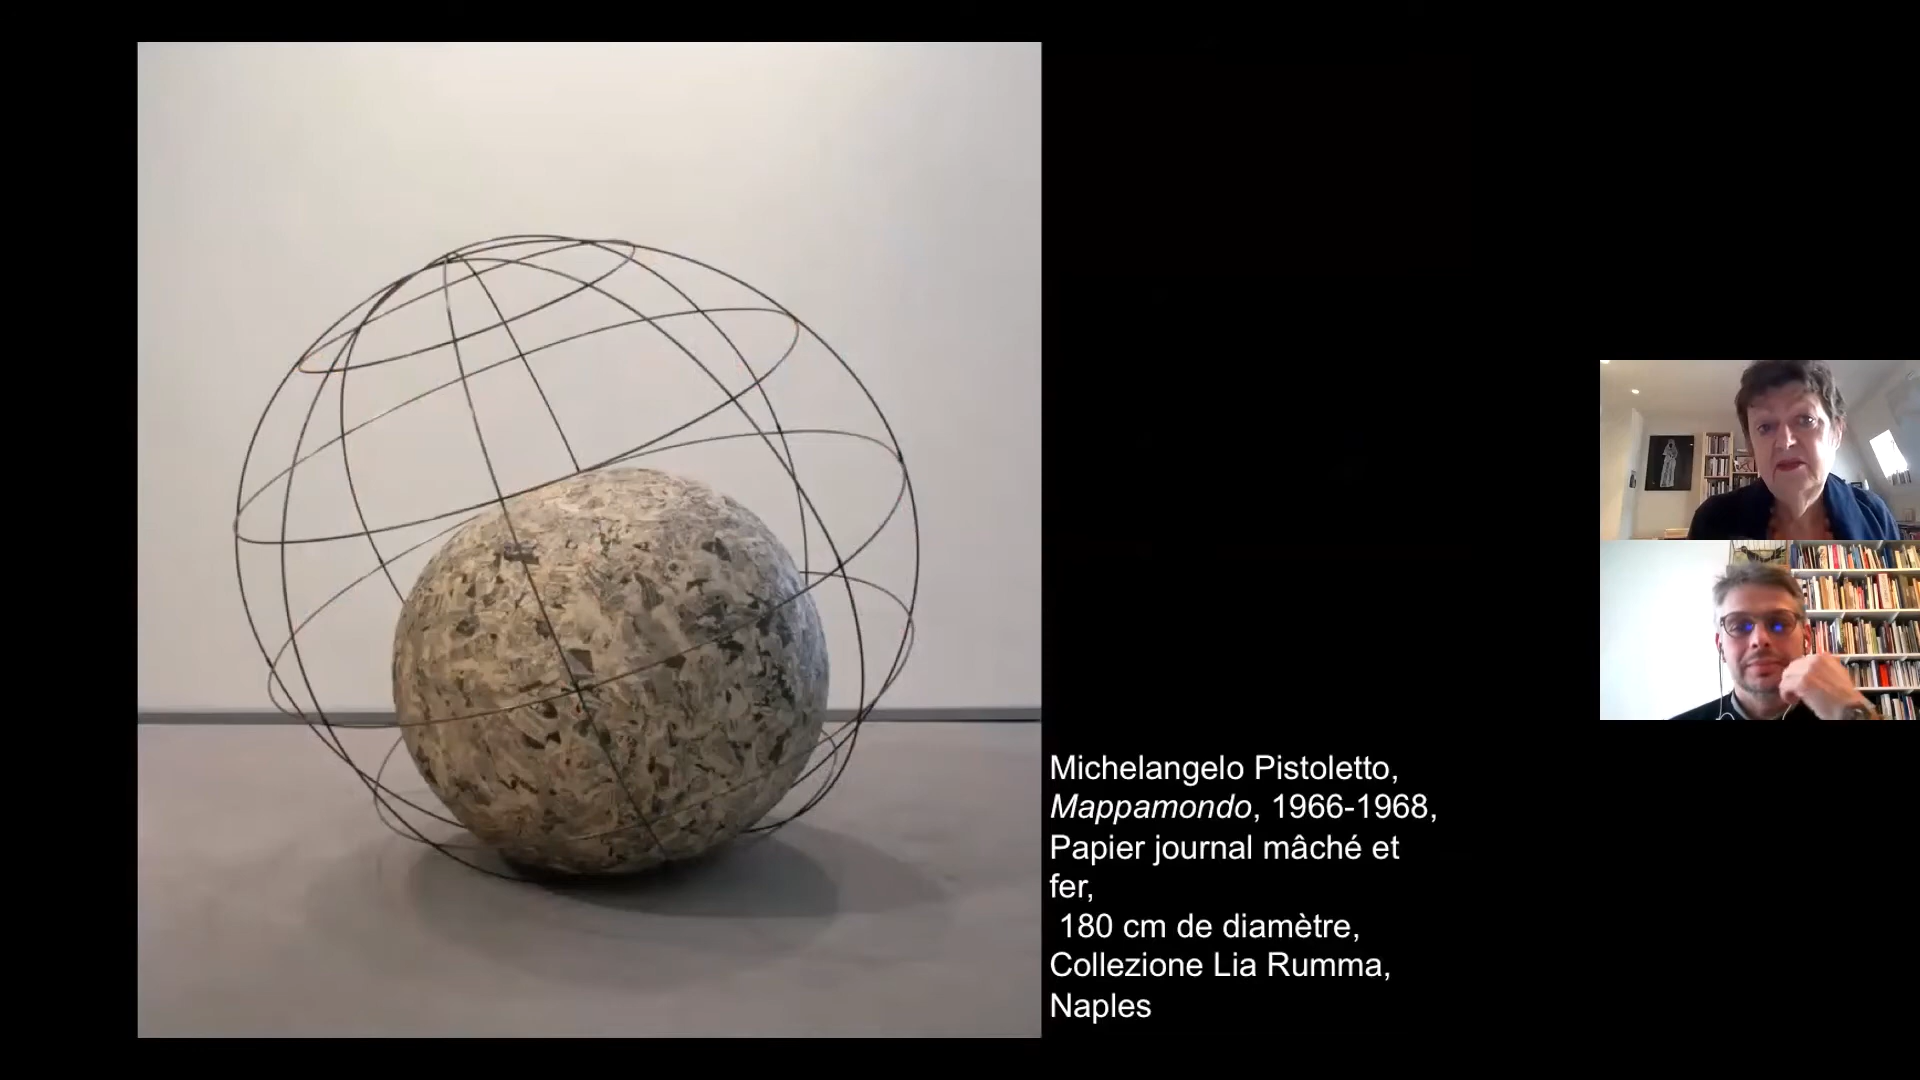 Michelangelo Pistoletto,
Mappamondo, 1966-1968,
Papier journal mâché et
fer,
180 cm de diamètre,
Collezione Lia Rumma,
Naples